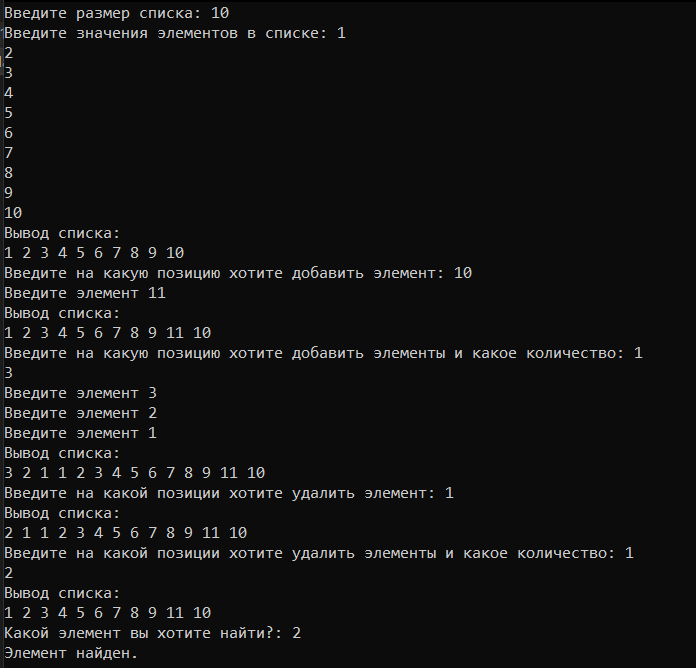 Введите размер списка: 10
Введите значения элементов в списке: 1
2
3
4
5
6
7
8
9
10
Вывод списка:
1 2 3 4 5 6 7 8 9 10
Введите на какую позицию хотите добавить элемент: 10
Введите элемент 11
Вывод списка:
1 2 3 4 5 6 7 8 9 11 10
Введите на какую позицию хотите добавить элементы и какое количество: 1
3
Введите элемент 3
Введите элемент 2
Введите элемент 1
Вывод списка:
3 2 1 1 2 3 4 5 6 7 8 9 11 10
Введите на какой позиции хотите удалить элемент: 1
Вывод списка:
2 1 1 2 3 4 5 6 7 8 9 11 10
Введите на какой позиции хотите удалить элементы и какое количество: 1
2
Вывод списка:
1 2 3 4 5 6 7 8 9 11 10
Какой элемент вы хотите найти?: 2
Элемент найден.